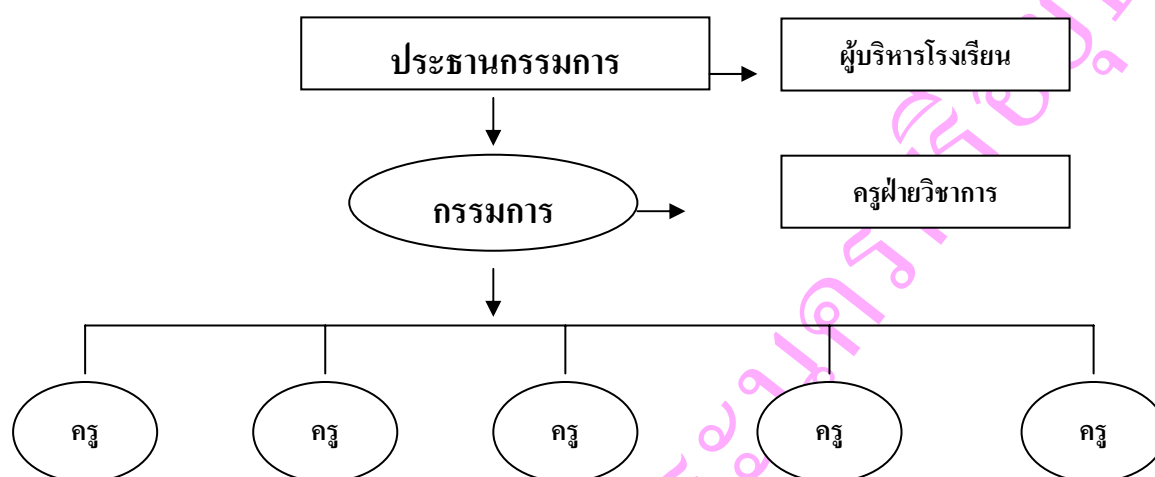 ประธานกรรมการ
ผู้บริหารโรงเรียน
กรรมการ
ครูฝ่ายวิชาการ
ครู
ครู
ครู
ครู
ครู